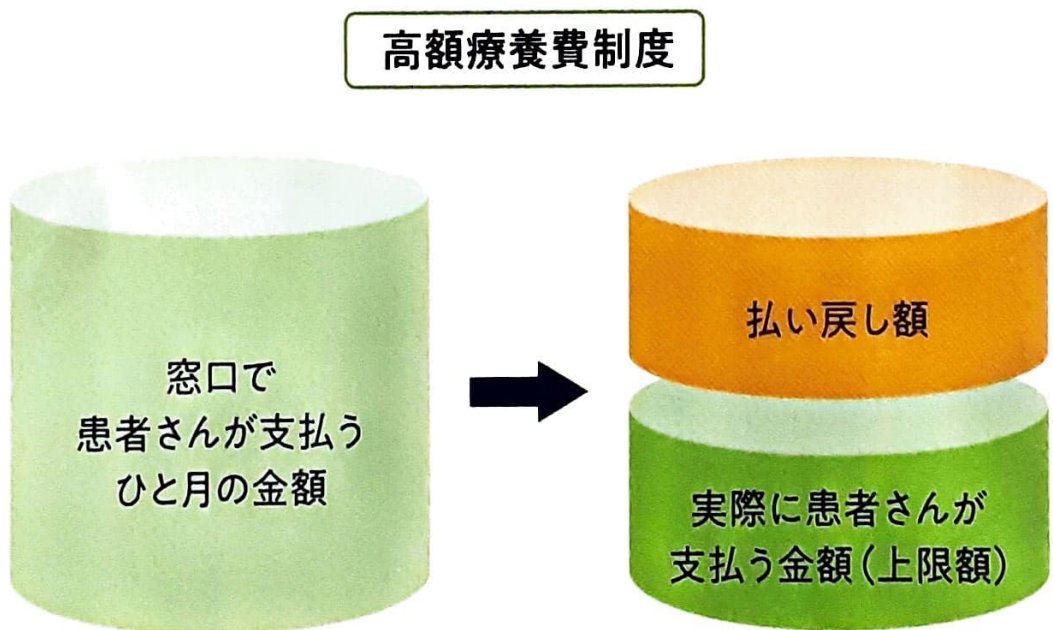 高額療養費制度
窓口で
患者さんが支払う
ひと月の金額
払い戻し額
実際に患者さんが
支払う金額(上限額)